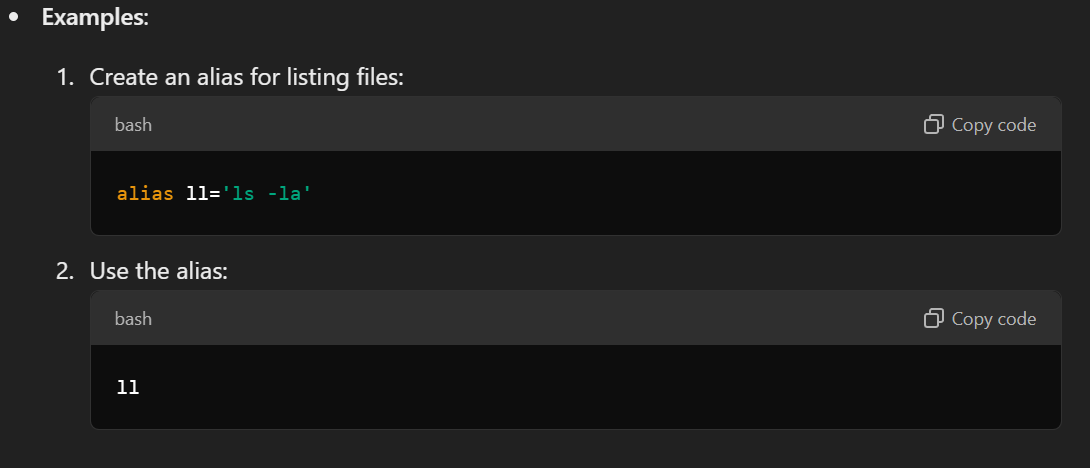 • Examples:
1. Create an alias for listing files:
bash Copy code
alias ll='ls -la'
2. Use the alias:
bash Copy code
ll